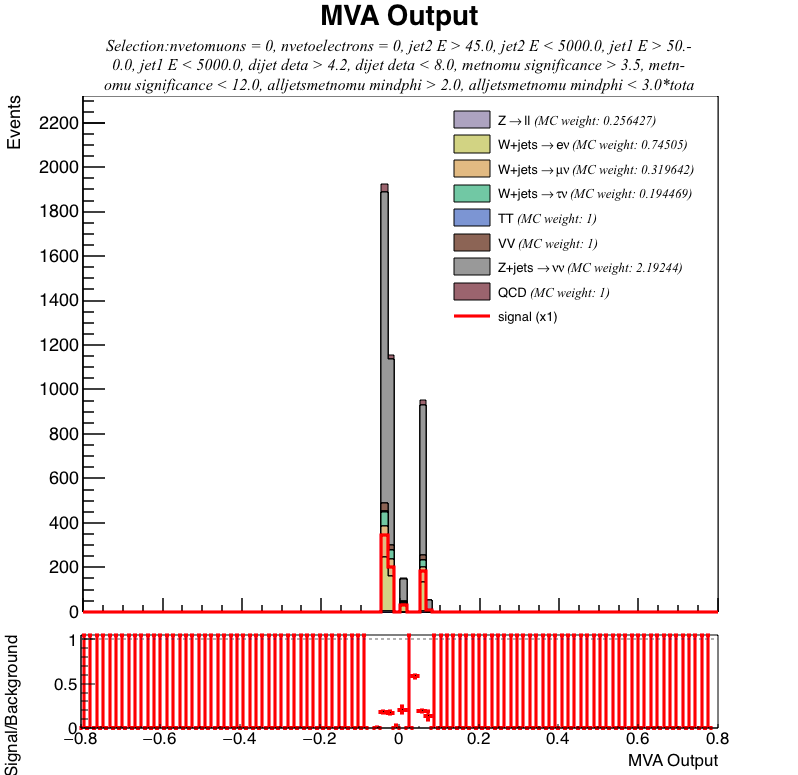 MVA Output
Selection:nvetomuons = 0, nvetoelectrons = 0, jet2 E > 45.0, jet2 E < 5000.0, jet1 E > 50.-
0.0, jet1 E < 5000.0, dijet deta > 4.2, dijet deta < 8.0, metnomu significance > 3.5, metn-
omu significance < 12.0, alljetsmetnomu mindphi > 2.0, alljetsmetnomu mindphi < 3.0*tota
Events
2200
2000
1800
1600
1400
1200
1000
800
600
400
200
0
Z→ll (MC weight: 0.256427)
W+jets→eν (MC weight: 0.74505)
W+jets→μν (MC weight: 0.319642)
W+jets→τν (MC weight: 0.194469)
TT (MC weight: 1)
VV (MC weight: 1)
Z+jets→νν (MC weight: 2.19244)
QCD (MC weight: 1)
signal (x1)
Signal/Background
1
0.5
0
−0.8 −0.6 −0.4 −0.2 0 0.2 0.4 0.6 0.8
MVA Output